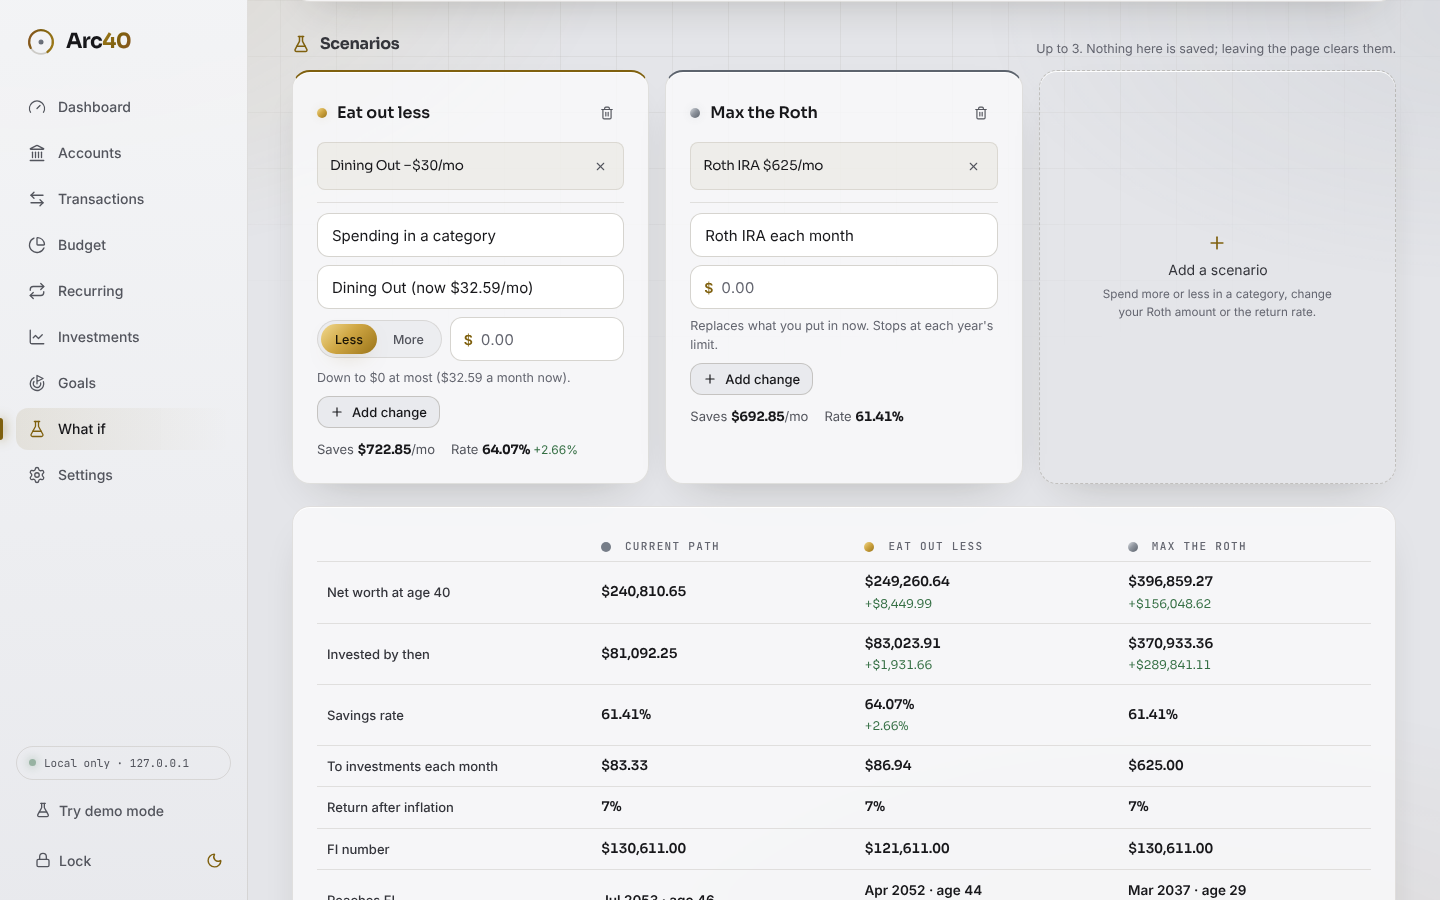 Arc40
Dashboard
Accounts
Transactions
Budget
Recurring
Investments
Goals
What if
Settings
Local only · 127.0.0.1
Try demo mode
Lock
Scenarios
Up to 3. Nothing here is saved; leaving the page clears them.
Eat out less
Dining Out −$30/mo
Spending in a category
Dining Out (now $32.59/mo)
Less More $ 0.00
Down to $0 at most ($32.59 a month now).
+ Add change
Saves $722.85/mo Rate 64.07% +2.66%
Max the Roth
Roth IRA $625/mo
Roth IRA each month
$ 0.00
Replaces what you put in now. Stops at each year's
limit.
+ Add change
Saves $692.85/mo Rate 61.41%
Add a scenario
Spend more or less in a category, change
your Roth amount or the return rate.
CURRENT PATH EAT OUT LESS MAX THE ROTH
Net worth at age 40 $240,810.65 $249,260.64 $396,859.27
+$8,449.99 +$156,048.62
Invested by then $81,092.25 $83,023.91 $370,933.36
+$1,931.66 +$289,841.11
Savings rate 61.41% 64.07% 61.41%
+2.66%
To investments each month $83.33 $86.94 $625.00
Return after inflation 7% 7% 7%
FI number $130,611.00 $121,611.00 $130,611.00
Reaches FI Jul 2053 · age 46 Apr 2052 · age 44 Mar 2037 · age 29